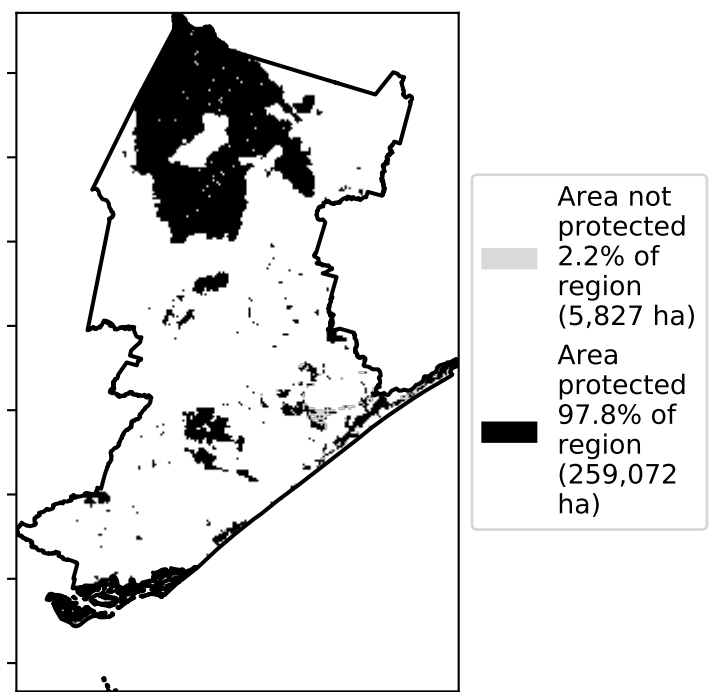 Area not
protected
2.2% of
region
(5,827 ha)
Area
protected
97.8% of
region
(259,072
ha)